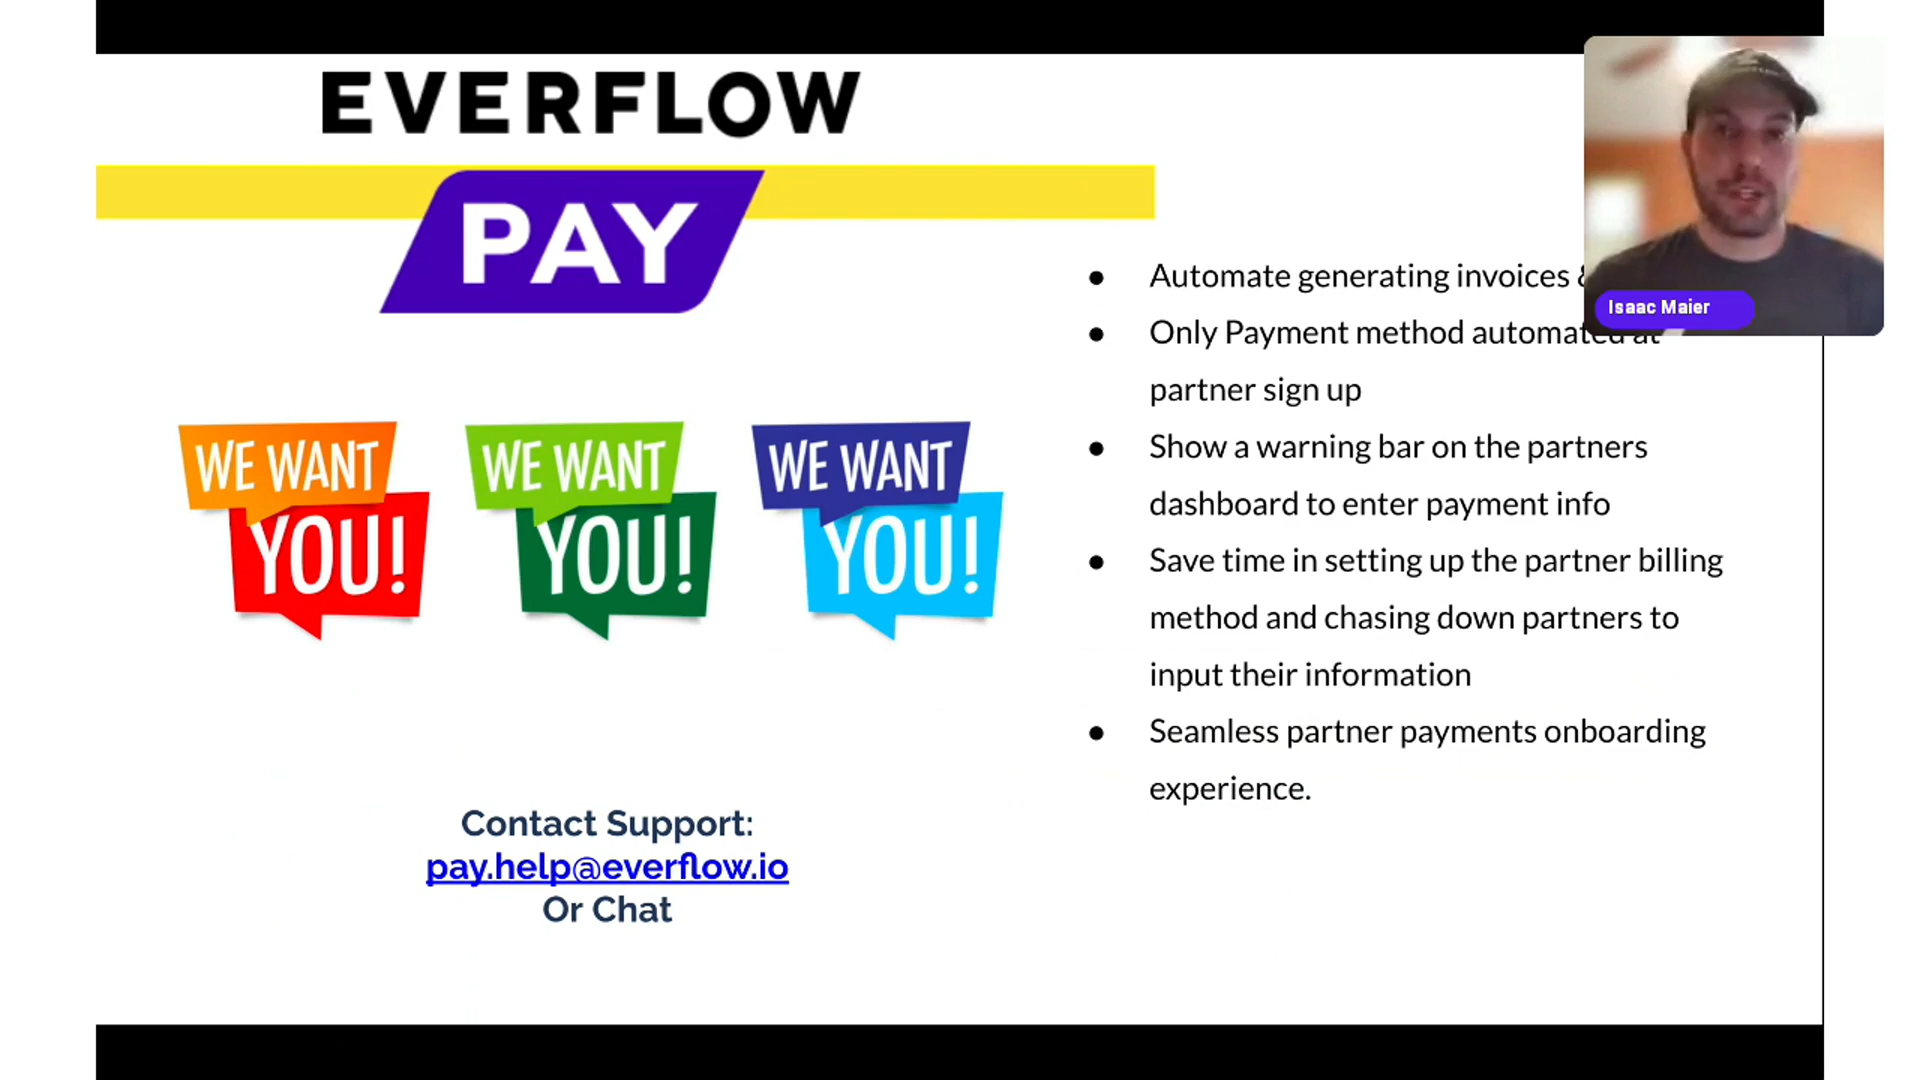 EVERFLOW
PAY
WE WANT
YOU!
WE WANT
YOU!
WE WANT
YOU!
Contact Support:
pay.help@everflow.io
Or Chat
● Automate generating invoices
● Only Payment method automated at
partner sign up
● Show a warning bar on the partners
dashboard to enter payment info
● Save time in setting up the partner billing
method and chasing down partners to
input their information
● Seamless partner payments onboarding
experience.
Isaac Maier